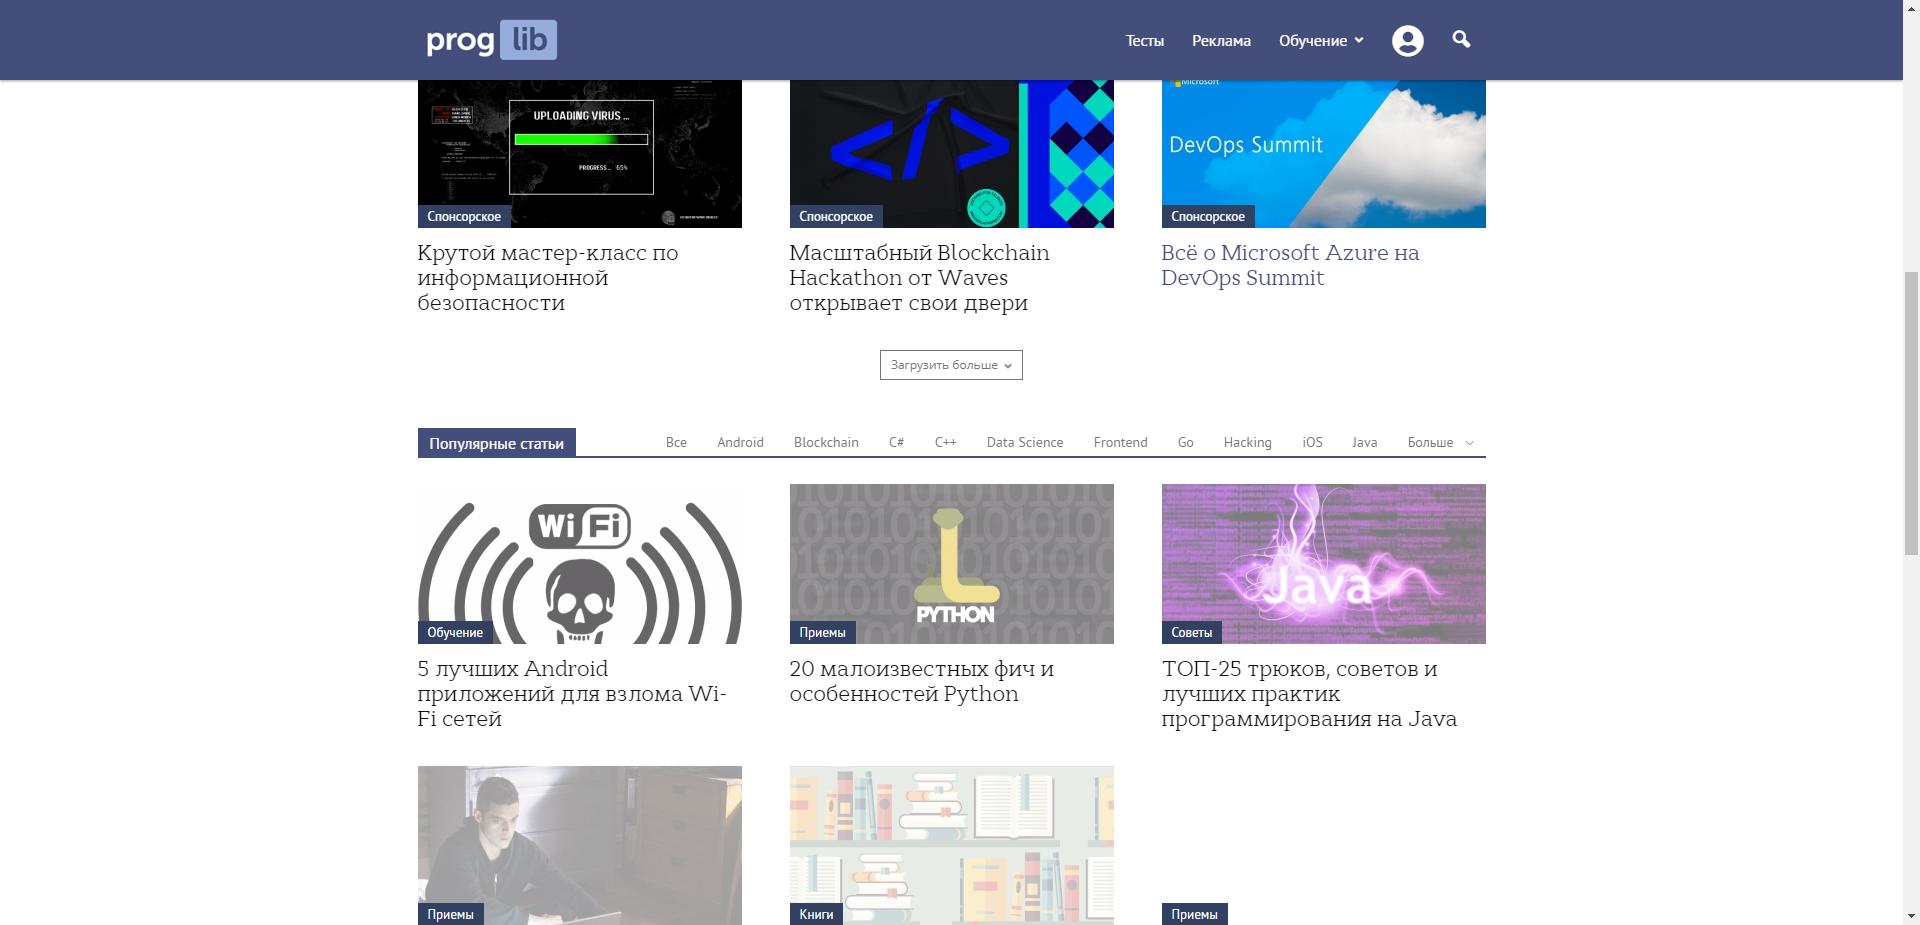 prog lib
Тесты
Реклама
Обучение
UPLOADING VIRUS ...
PROGRESS... 65%
Microsoft
DevOps Summit
Спонсорское
Спонсорское
Спонсорское
Крутой мастер-класс по
информационной
безопасности
Масштабный Blockchain
Hackathon от Waves
открывает свои двери
Всё о Microsoft Azure на
DevOps Summit
Загрузить больше
Популярные статьи
Все
Android
Blockchain
C#
C++
Data Science
Frontend
Go
Hacking
iOS
Java
Больше
Wi Fi
PYTHON
Java
Обучение
Приемы
Советы
5 лучших Android
приложений для взлома Wi-
Fi сетей
20 малоизвестных фич и
особенностей Python
ТОП-25 трюков, советов и
лучших практик
программирования на Java
Приемы
Книги
Приемы